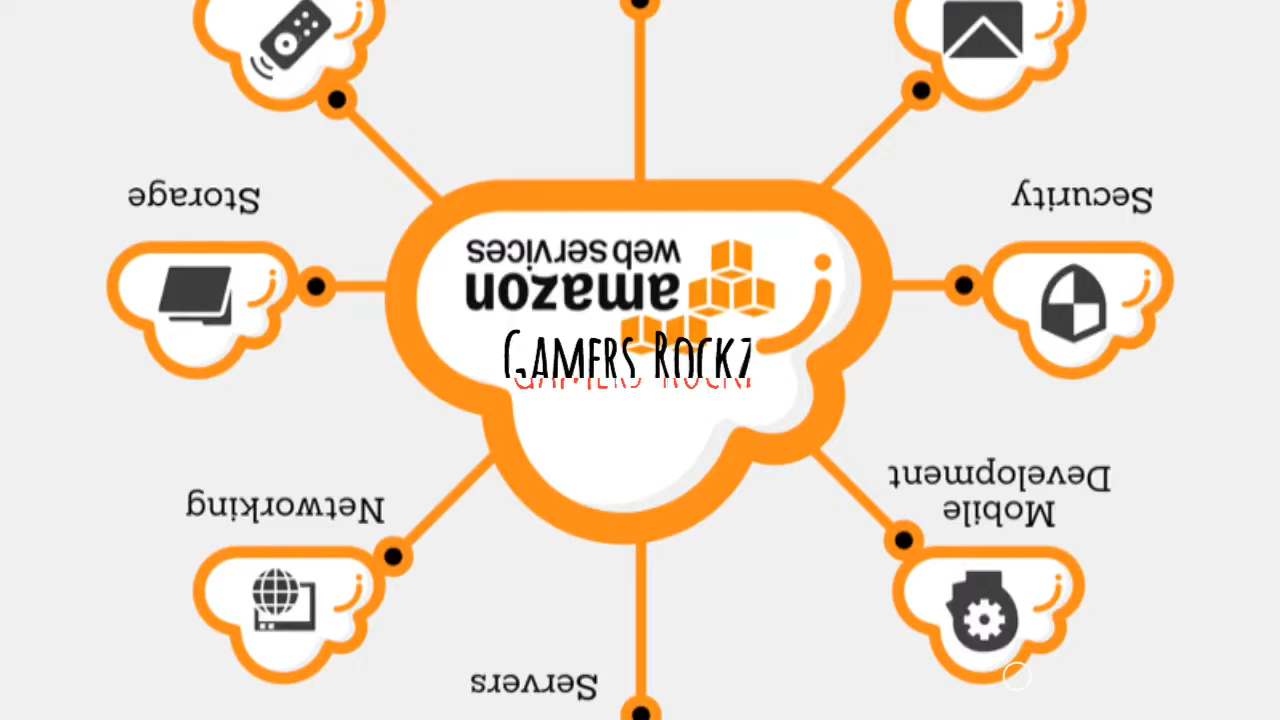 Storage
Security
web services
amazon
Gamers Rockz
Networking
Mobile
Development
Servers